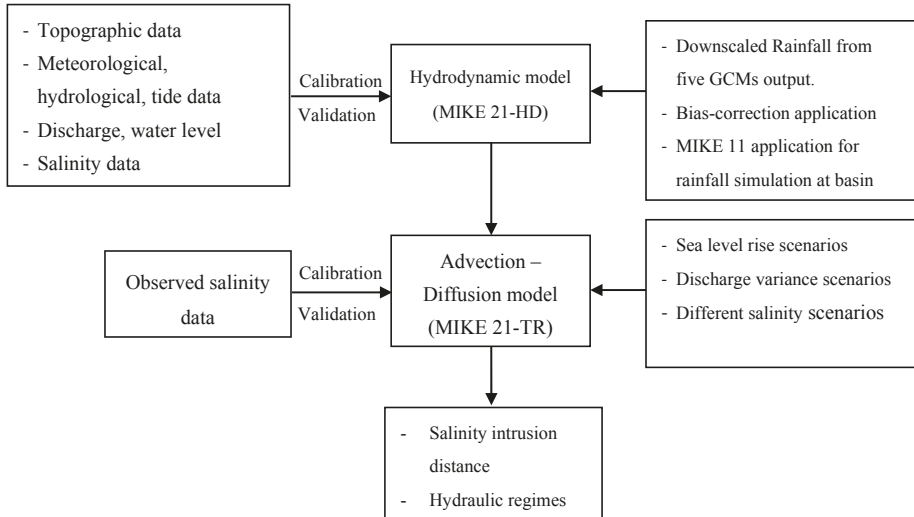 - Topographic data
- Meteorological,
hydrological, tide data
- Discharge, water level
- Salinity data
Calibration
Validation
Hydrodynamic model
(MIKE 21-HD)
- Downscaled Rainfall from
five GCMs output.
- Bias-correction application
- MIKE 11 application for
rainfall simulation at basin
Observed salinity
data
Calibration
Validation
Advection –
Diffusion model
(MIKE 21-TR)
- Sea level rise scenarios
- Discharge variance scenarios
- Different salinity scenarios
- Salinity intrusion
distance
- Hydraulic regimes